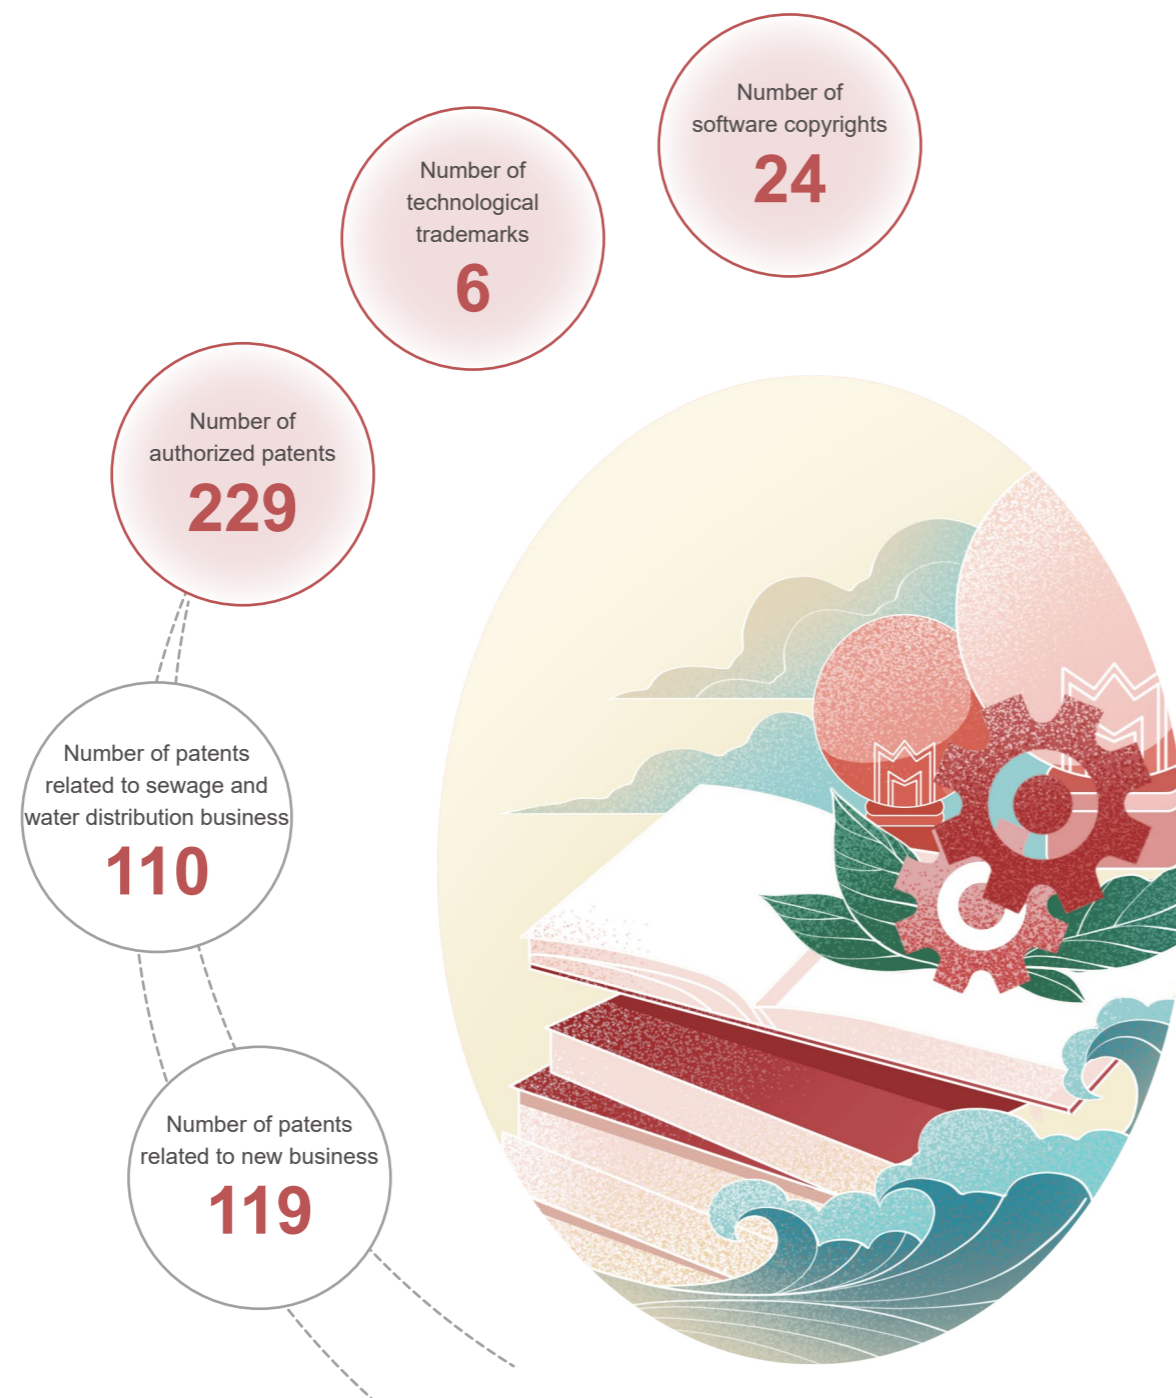 Number of
software copyrights
24
Number of
technological
trademarks
6
Number of
authorized patents
229
Number of patents
related to sewage and
water distribution business
110
Number of patents
related to new business
119